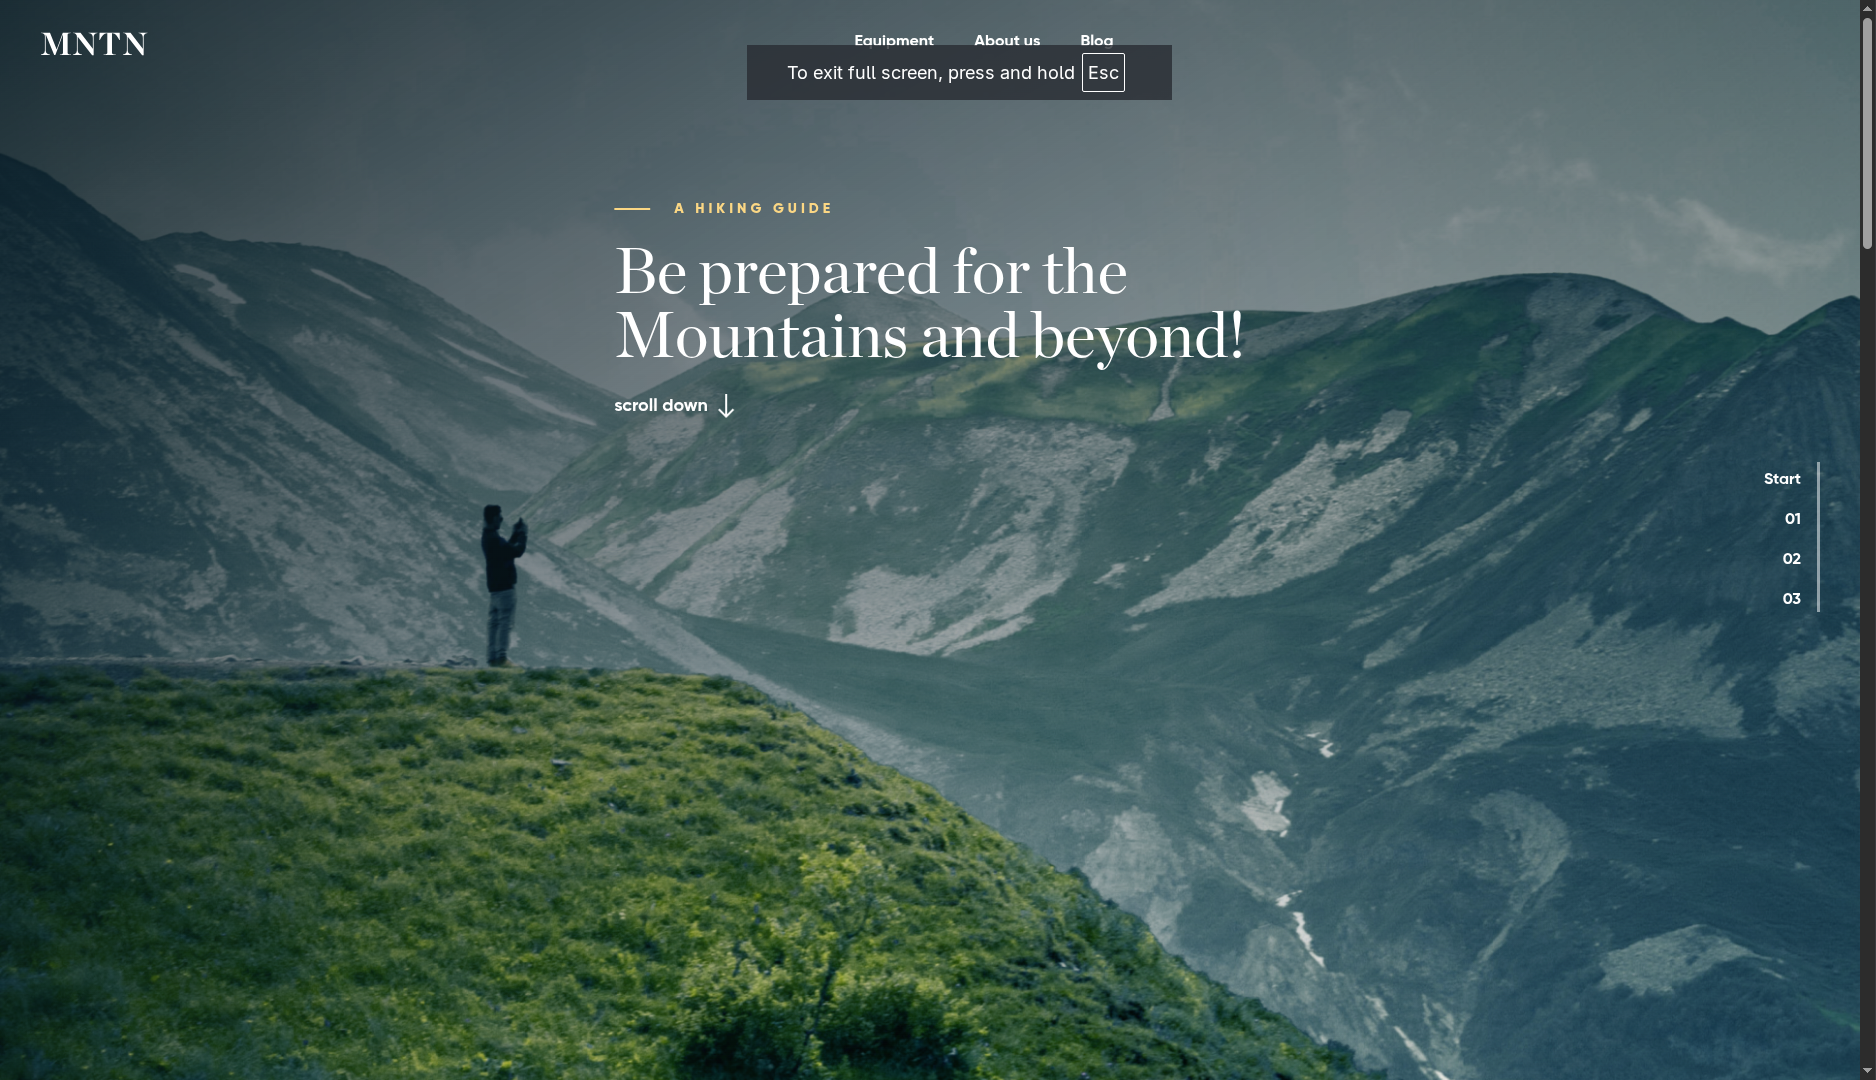 MNTN
Equipment About us Blog
To exit full screen, press and hold Esc
A HIKING GUIDE
Be prepared for the
Mountains and beyond!
scroll down
Start
01
02
03